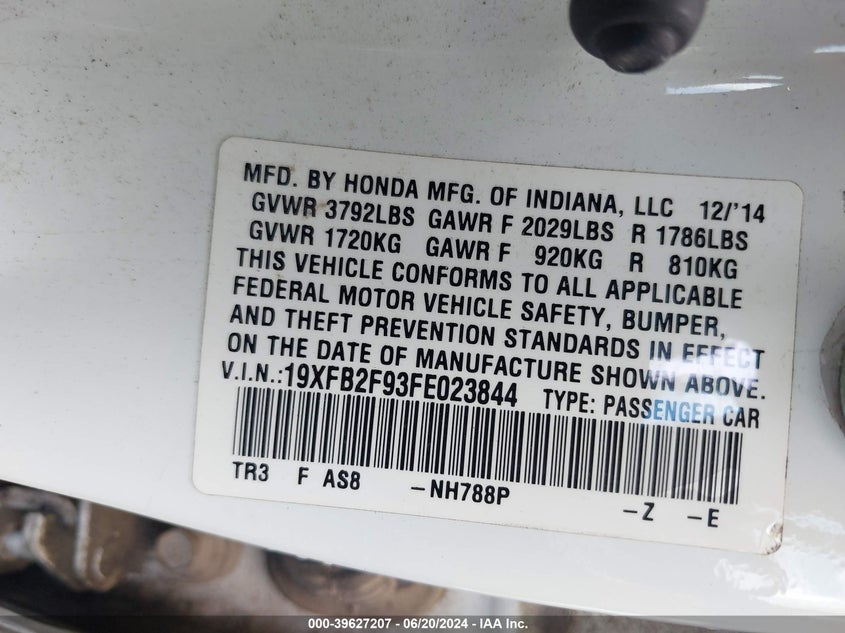 MFD. BY HONDA MFG. OF INDIANA, LLC 12/'14
GVWR 3792LBS GAWR F 2029LBS R 1786LBS
GVWR 1720KG GAWR F 920KG R 810KG
THIS VEHICLE CONFORMS TO ALL APPLICABLE
FEDERAL MOTOR VEHICLE SAFETY, BUMPER,
AND THEFT PREVENTION STANDARDS IN EFFECT
ON THE DATE OF MANUFACTURE SHOWN ABOVE.
V.I.N.:19XFB2F93FE023844 TYPE: PASSENGER CAR
TR3 F AS8 -NH788P -Z -E
000-39627207 - 06/20/2024 - IAA Inc.